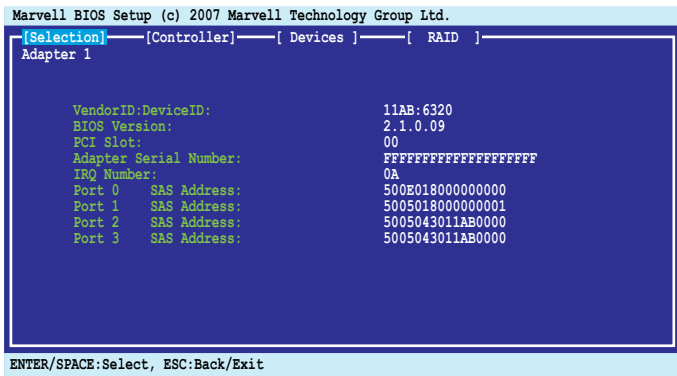 Marvell BIOS Setup (c) 2007 Marvell Technology Group Ltd.
[Selection] [Controller] [ Devices ] [ RAID ]
Adapter 1
VendorID:DeviceID: 11AB:6320
BIOS Version: 2.1.0.09
PCI Slot: 00
Adapter Serial Number: FFFFFFFFFFFFFFFFFFFF
IRQ Number: 0A
Port 0 SAS Address: 500E018000000000
Port 1 SAS Address: 5005018000000001
Port 2 SAS Address: 5005043011AB0000
Port 3 SAS Address: 5005043011AB0000
ENTER/SPACE:Select, ESC:Back/Exit